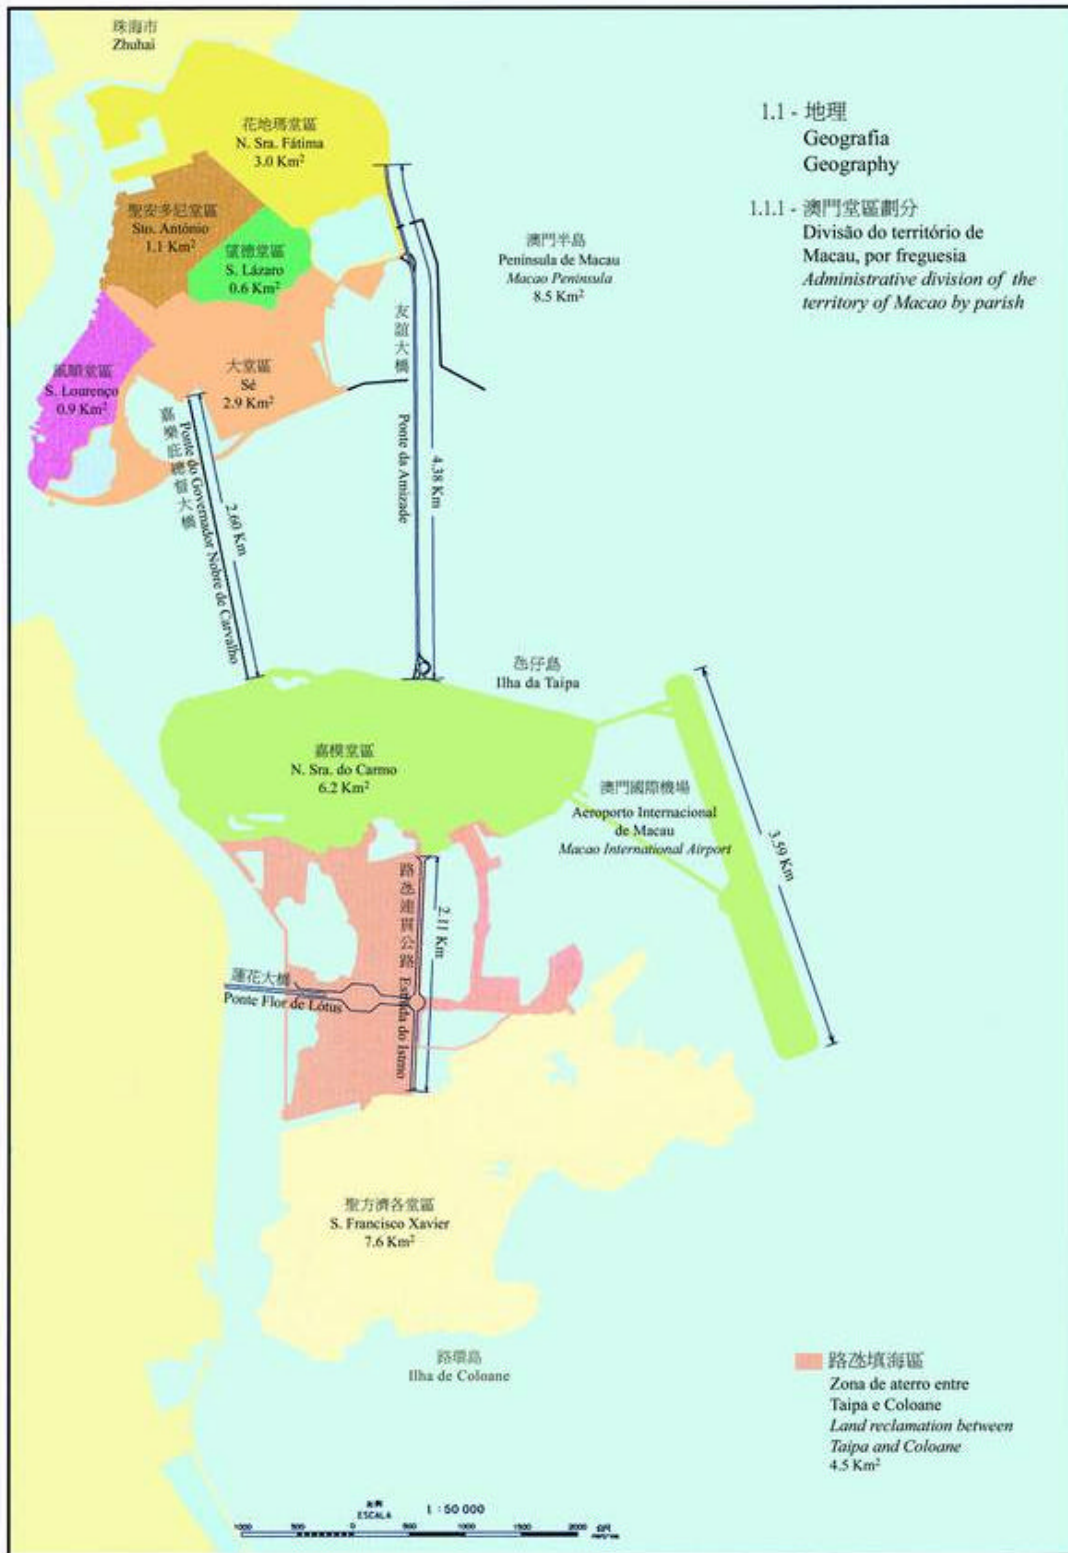 珠海市
Zhuhai
花地瑪堂區
N. Sra. Fátima
3.0 Km²
聖安多尼堂區
Sto. António
1.1 Km²
望德堂區
S. Lázaro
0.6 Km²
大堂區
Sé
2.9 Km²
風順堂區
S. Lourenço
0.9 Km²
澳門半島
Península de Macau
Macao Peninsula
8.5 Km²
1.1 - 地理
Geografia
Geography
1.1.1 - 澳門堂區劃分
Divisão do território de
Macau, por freguesia
Administrative division of the
territory of Macao by parish
友誼大橋
Ponte da Amizade
4.38 Km
嘉樂庇總督大橋
Ponte do Governador Nobre de Carvalho
2.60 Km
氹仔島
Ilha da Taipa
嘉模堂區
N. Sra. do Carmo
6.2 Km²
澳門國際機場
Aeroporto Internacional
de Macau
Macao International Airport
3.59 Km
路氹連貫公路
Estrada do Istmo
2.11 Km
蓮花大橋
Ponte Flor de Lótus
聖方濟各堂區
S. Francisco Xavier
7.6 Km²
路環島
Ilha de Coloane
路氹填海區
Zona de aterro entre
Taipa e Coloane
Land reclamation between
Taipa and Coloane
4.5 Km²
比例
ESCALA
1 : 50 000
1000 500 0 500 1000 1500 2000